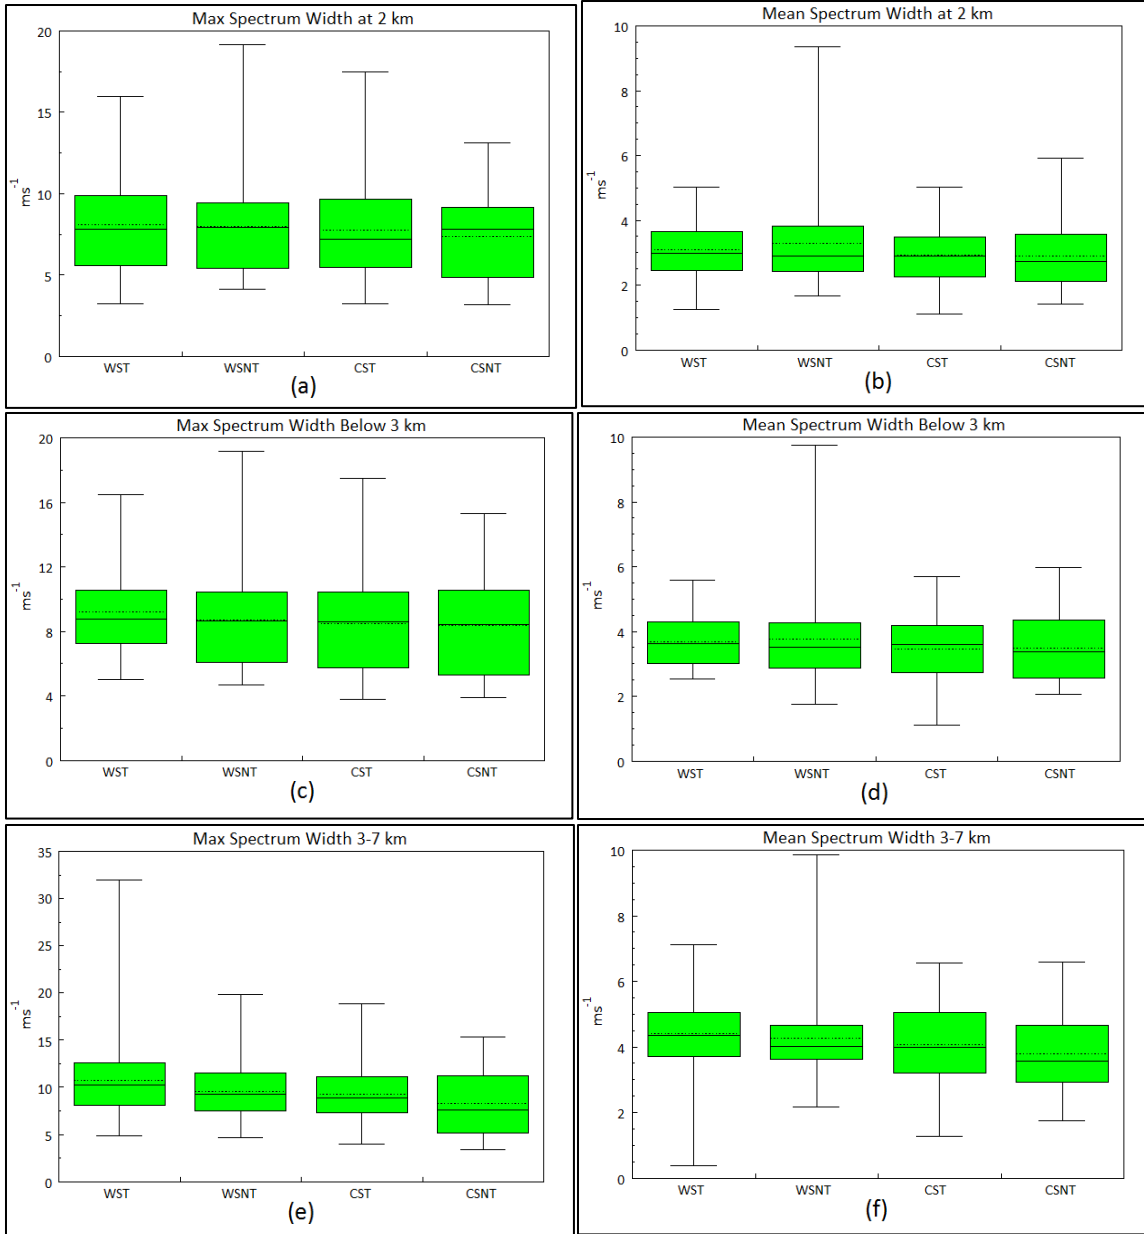 Max Spectrum Width at 2 km
20
15
10
5
0
ms⁻¹
WST WSNT CST CSNT
(a)
Mean Spectrum Width at 2 km
10
8
6
4
2
0
ms⁻¹
WST WSNT CST CSNT
(b)
Max Spectrum Width Below 3 km
20
16
12
8
4
0
ms⁻¹
WST WSNT CST CSNT
(c)
Mean Spectrum Width Below 3 km
10
8
6
4
2
0
ms⁻¹
WST WSNT CST CSNT
(d)
Max Spectrum Width 3-7 km
35
30
25
20
15
10
5
0
ms⁻¹
WST WSNT CST CSNT
(e)
Mean Spectrum Width 3-7 km
10
8
6
4
2
0
ms⁻¹
WST WSNT CST CSNT
(f)